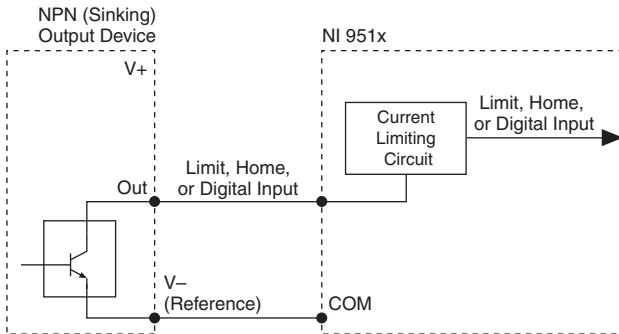 NPN (Sinking)
Output Device
NI 951x
V+
Current
Limiting
Circuit
Limit, Home,
or Digital Input
Out
Limit, Home,
or Digital Input
V–
(Reference)
COM